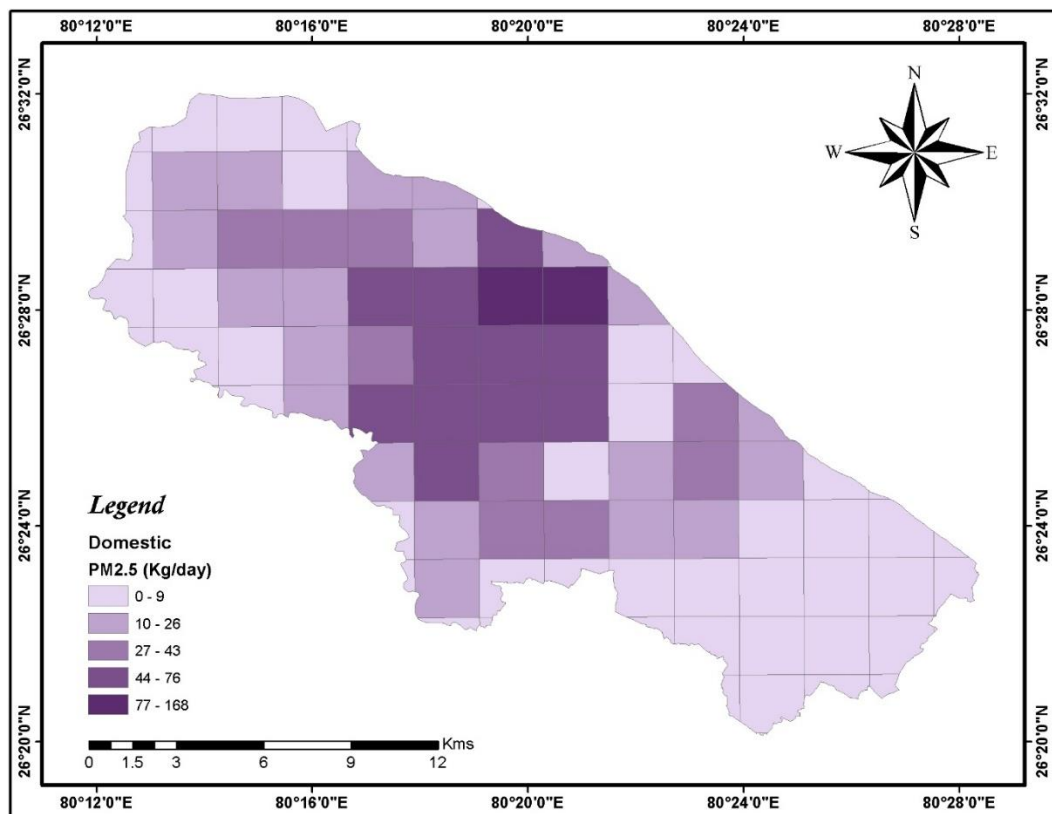 80°12'0"E 80°16'0"E 80°20'0"E 80°24'0"E 80°28'0"E
26°32'0"N
26°32'0"N
N
W E
S
26°28'0"N
26°28'0"N
26°24'0"N
26°24'0"N
Legend
Domestic
PM2.5 (Kg/day)
0 - 9
10 - 26
27 - 43
44 - 76
77 - 168
26°20'0"N
26°20'0"N
Kms
0 1.5 3 6 9 12
80°12'0"E 80°16'0"E 80°20'0"E 80°24'0"E 80°28'0"E